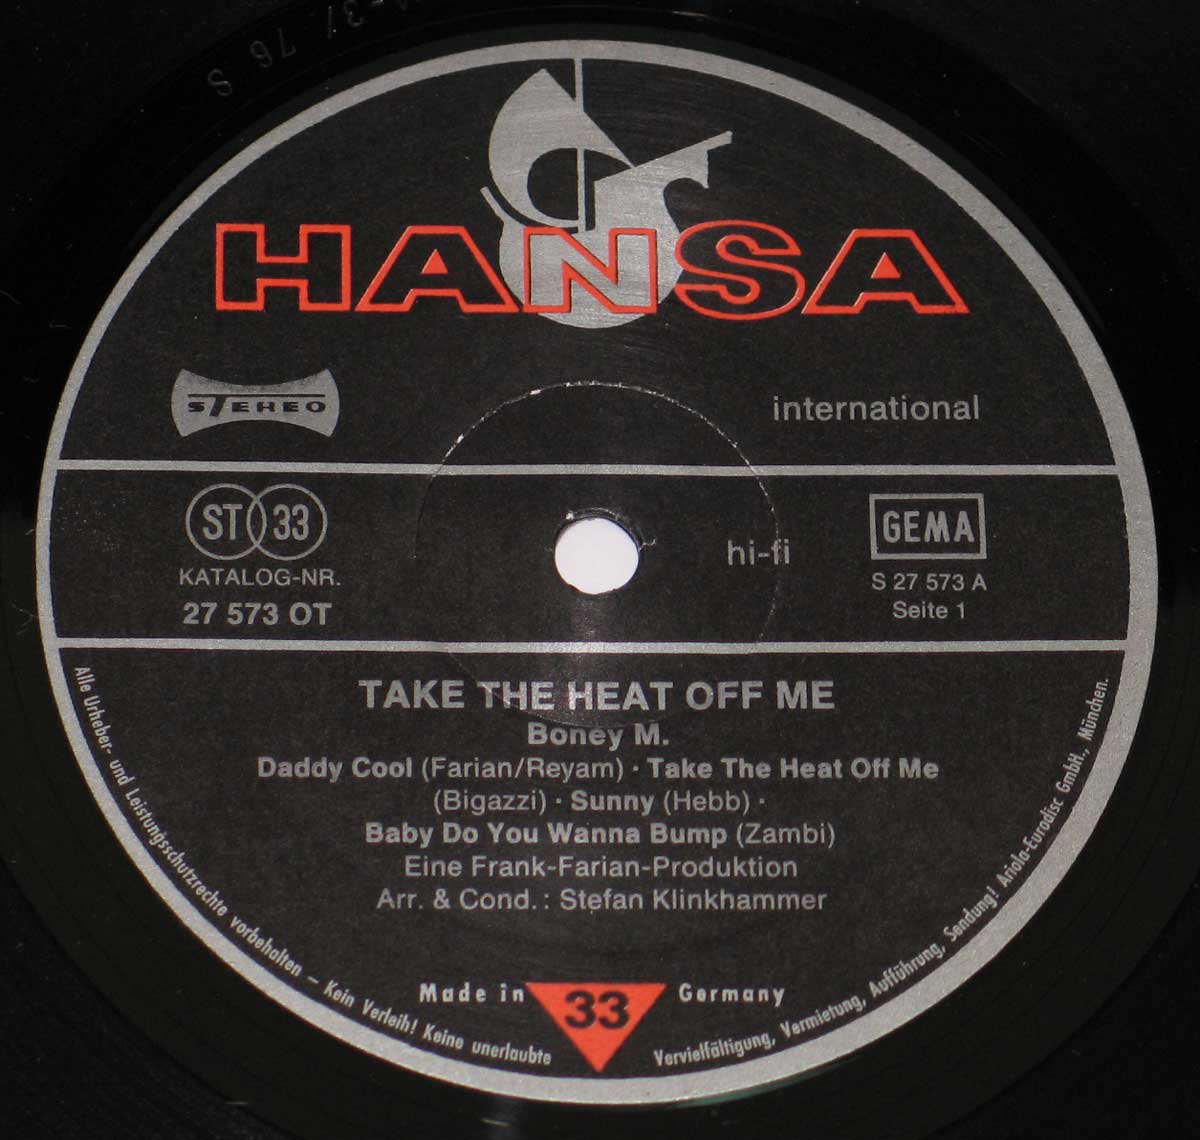 76 S
HANSA
STEREO
international
ST 33
KATALOG-NR.
27 573 OT
hi-fi
GEMA
S 27 573 A
Seite 1
TAKE THE HEAT OFF ME
Boney M.
Daddy Cool (Farian/Reyam) · Take The Heat Off Me
(Bigazzi) · Sunny (Hebb) ·
Baby Do You Wanna Bump (Zambi)
Eine Frank-Farian-Produktion
Arr. & Cond.: Stefan Klinkhammer
Made in 33 Germany
Alle Urheber- und Leistungsschutzrechte vorbehalten – Kein Verleih! Keine unerlaubte Vervielfältigung, Vermietung, Aufführung, Sendung! Ariola-Eurodisc GmbH., München.